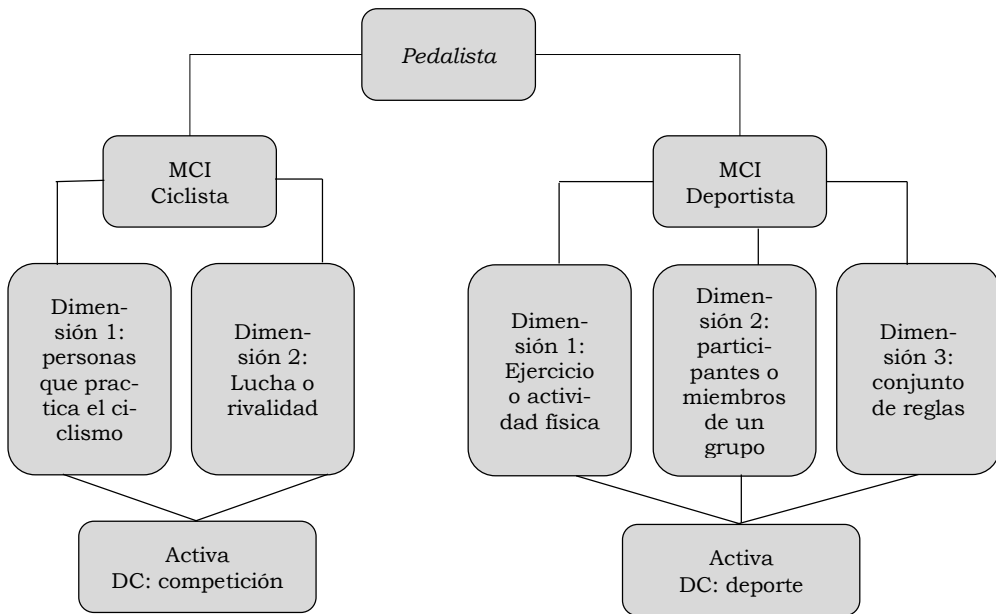 Pedalista
MCI
Ciclista
MCI
Deportista
Dimen-
sión 1:
personas
que prac-
tica el ci-
clismo
Dimen-
sión 2:
Lucha o
rivalidad
Dimen-
sión 1:
Ejercicio
o activi-
dad física
Dimen-
sión 2:
partici-
pantes o
miembros
de un
grupo
Dimen-
sión 3:
conjunto
de reglas
Activa
DC: competición
Activa
DC: deporte